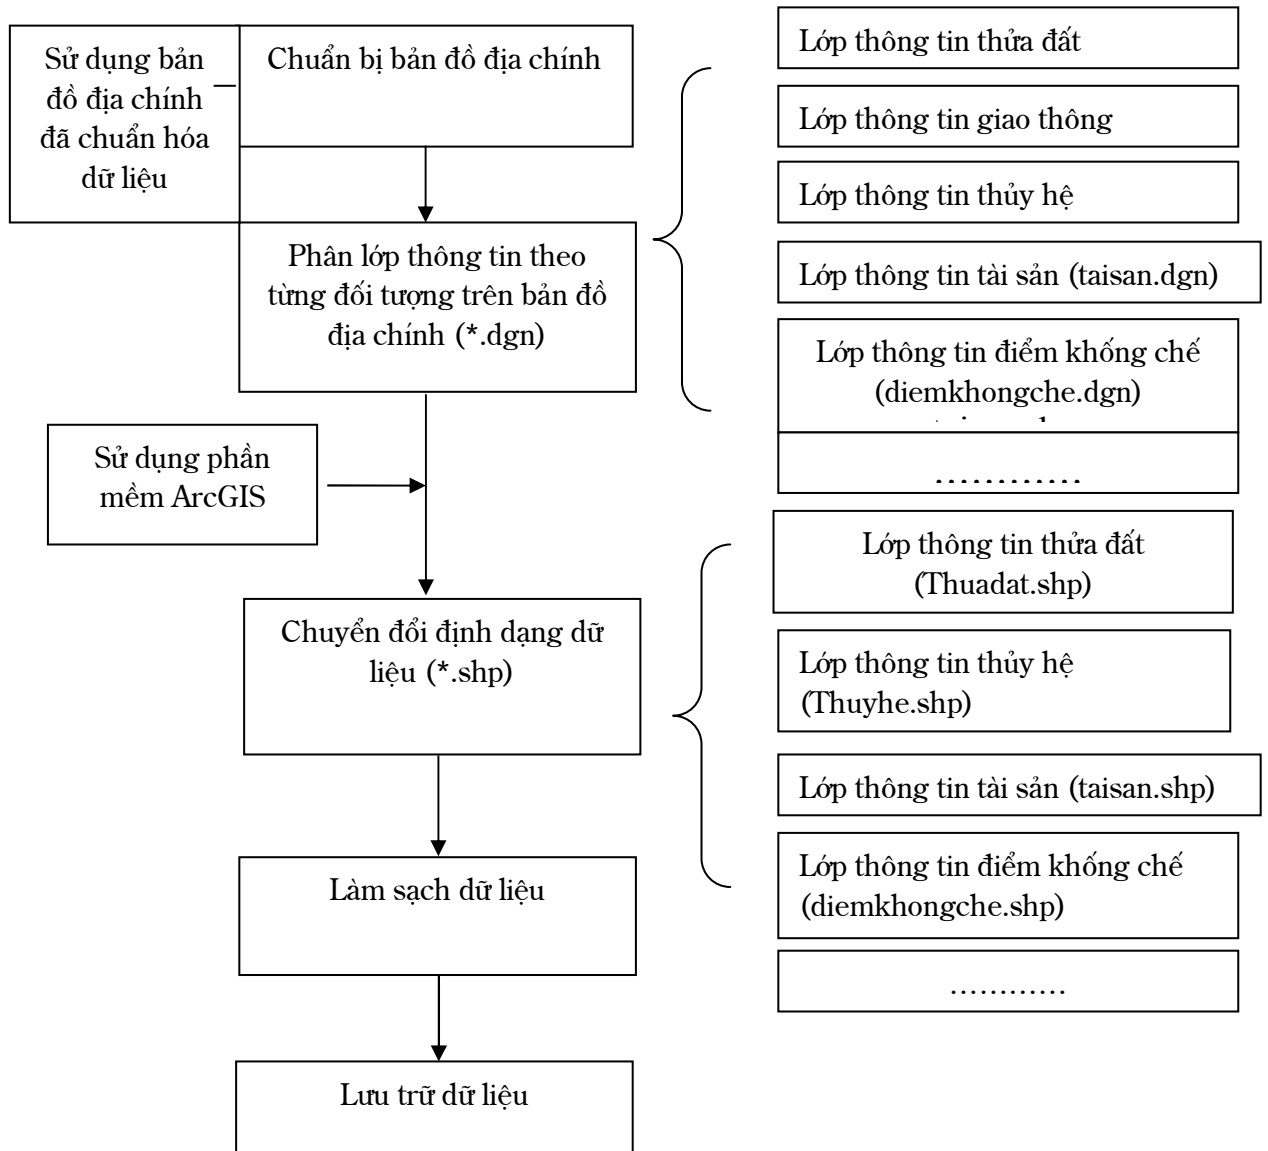 Sử dụng bản
đồ địa chính
đã chuẩn hóa
dữ liệu
Chuẩn bị bản đồ địa chính
Phân lớp thông tin theo
từng đối tượng trên bản đồ
địa chính (*.dgn)
Sử dụng phần
mềm ArcGIS
Chuyển đổi định dạng dữ
liệu (*.shp)
Làm sạch dữ liệu
Lưu trữ dữ liệu
Lớp thông tin thửa đất
Lớp thông tin giao thông
Lớp thông tin thủy hệ
Lớp thông tin tài sản (taisan.dgn)
Lớp thông tin điểm khống chế
(diemkhongche.dgn)
............
Lớp thông tin thửa đất
(Thuadat.shp)
Lớp thông tin thủy hệ
(Thuyhe.shp)
Lớp thông tin tài sản (taisan.shp)
Lớp thông tin điểm khống chế
(diemkhongche.shp)
............